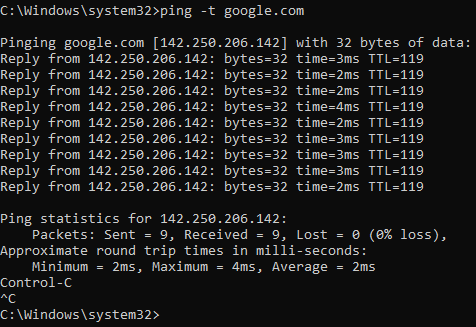 C:\Windows\system32>ping -t google.com
Pinging google.com [142.250.206.142] with 32 bytes of data:
Reply from 142.250.206.142: bytes=32 time=3ms TTL=119
Reply from 142.250.206.142: bytes=32 time=2ms TTL=119
Reply from 142.250.206.142: bytes=32 time=2ms TTL=119
Reply from 142.250.206.142: bytes=32 time=4ms TTL=119
Reply from 142.250.206.142: bytes=32 time=2ms TTL=119
Reply from 142.250.206.142: bytes=32 time=3ms TTL=119
Reply from 142.250.206.142: bytes=32 time=3ms TTL=119
Reply from 142.250.206.142: bytes=32 time=3ms TTL=119
Reply from 142.250.206.142: bytes=32 time=2ms TTL=119
Ping statistics for 142.250.206.142:
    Packets: Sent = 9, Received = 9, Lost = 0 (0% loss),
Approximate round trip times in milli-seconds:
    Minimum = 2ms, Maximum = 4ms, Average = 2ms
Control-C
^C
C:\Windows\system32>